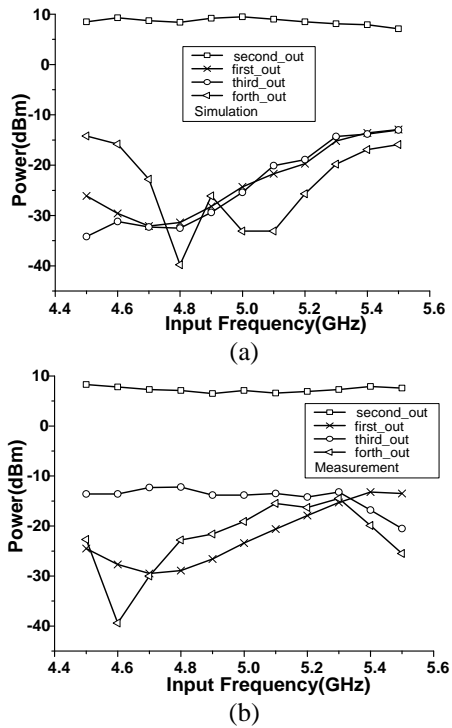 10
0
-10
-20
-30
-40
Power(dBm)
second_out
first_out
third_out
forth_out
Simulation
4.4 4.6 4.8 5.0 5.2 5.4 5.6
Input Frequency(GHz)
(a)
10
0
-10
-20
-30
-40
Power(dBm)
second_out
first_out
third_out
forth_out
Measurement
4.4 4.6 4.8 5.0 5.2 5.4 5.6
Input Frequency(GHz)
(b)